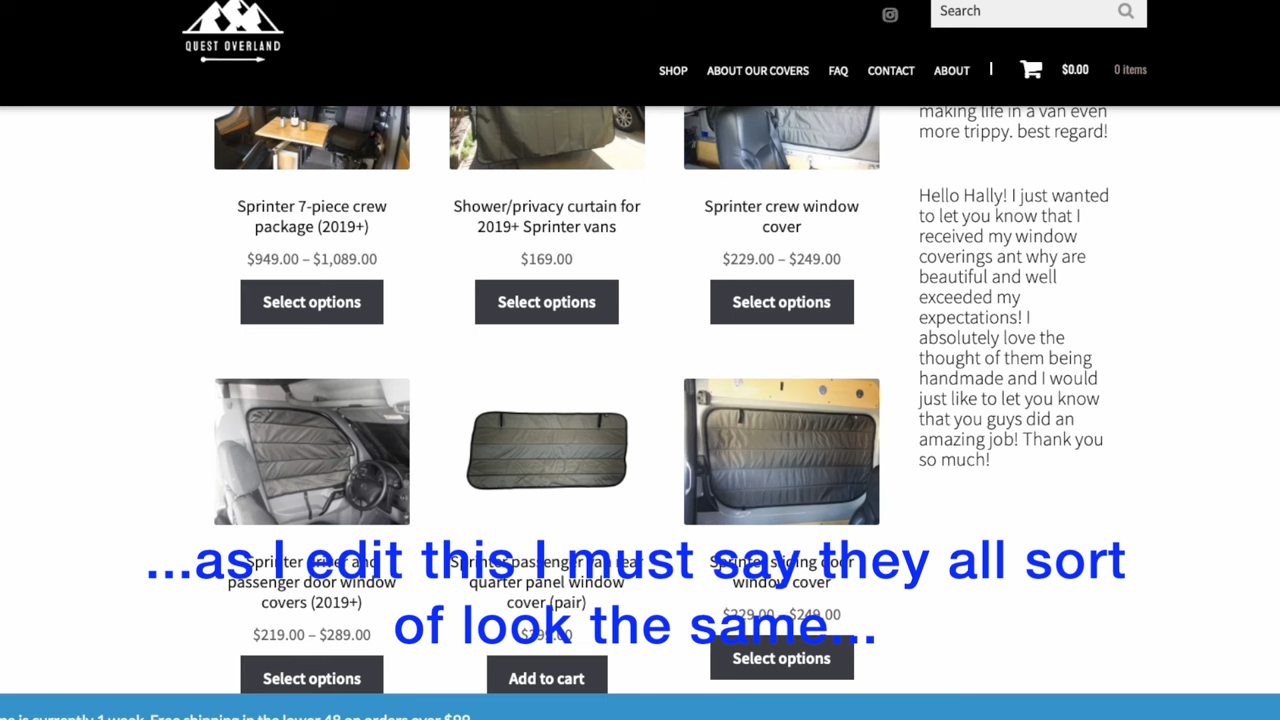 QUEST OVERLAND
Search
SHOP ABOUT OUR COVERS FAQ CONTACT ABOUT $0.00 0 items
making life in a van even
more trippy. best regard!
Hello Hally! I just wanted
to let you know that I
received my window
coverings ant why are
beautiful and well
exceeded my
expectations! I
absolutely love the
thought of them being
handmade and I would
just like to let you know
that you guys did an
amazing job! Thank you
so much!
Sprinter 7-piece crew
package (2019+)
$949.00 – $1,089.00
Select options
Shower/privacy curtain for
2019+ Sprinter vans
$169.00
Select options
Sprinter crew window
cover
$229.00 – $249.00
Select options
Sprinter driver and
passenger door window
covers (2019+)
$219.00 – $289.00
Select options
Sprinter passenger van rear
quarter panel window
cover (pair)
Add to cart
Sprinter sliding door
window cover
$229.00 – $249.00
Select options
...as I edit this I must say they all sort
of look the same...
is currently 1 week. Free shipping in the lower 48 on orders over $99